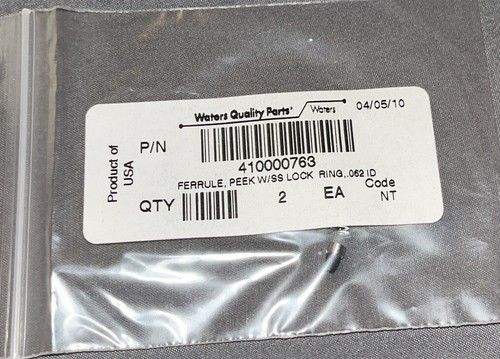 Waters Quality Parts
Waters
04/05/10
Product of
USA
P/N
410000763
FERRULE, PEEK W/SS LOCK RING,.062 ID
QTY
2
EA
Code
NT